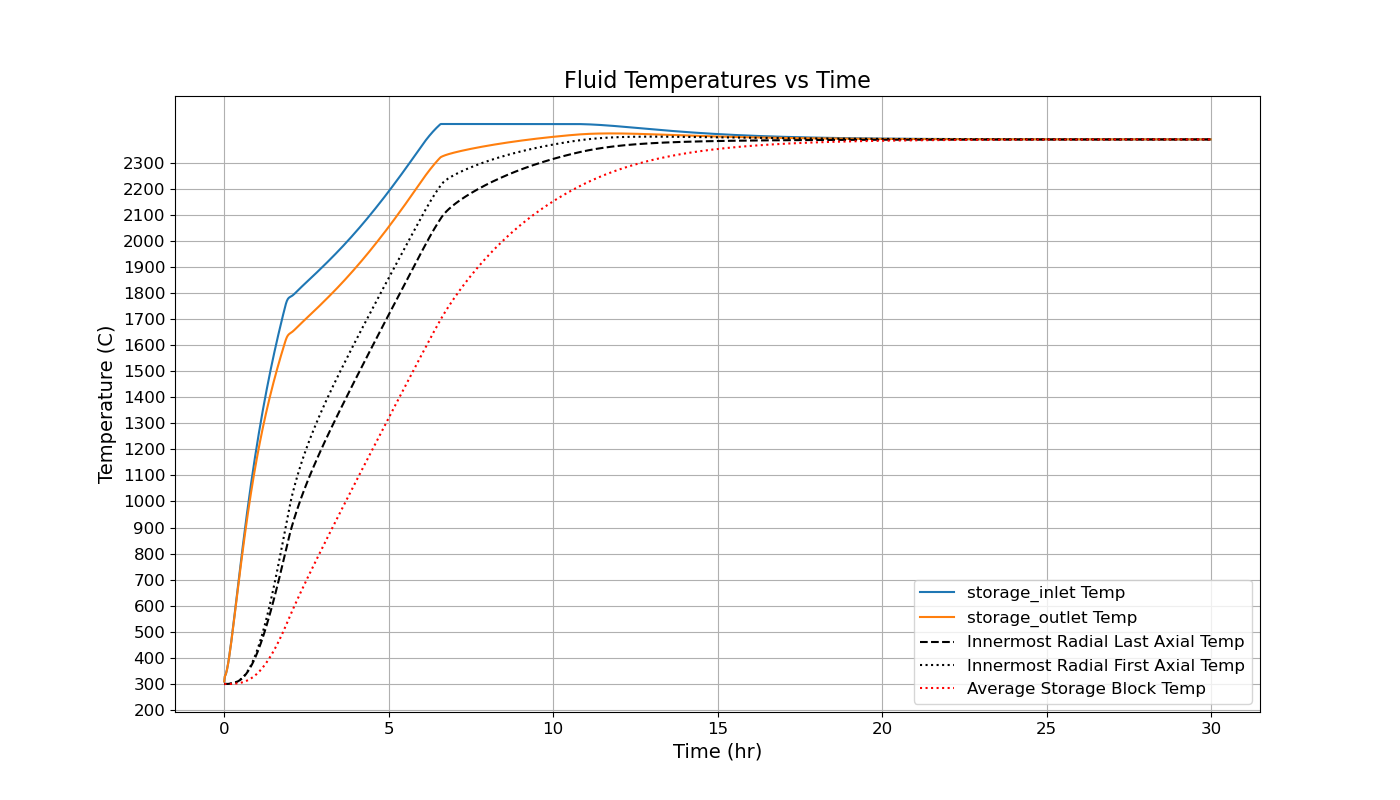 Fluid Temperatures vs Time
Temperature (C)
2300
2200
2100
2000
1900
1800
1700
1600
1500
1400
1300
1200
1100
1000
900
800
700
600
500
400
300
200
storage_inlet Temp
storage_outlet Temp
Innermost Radial Last Axial Temp
Innermost Radial First Axial Temp
Average Storage Block Temp
0 5 10 15 20 25 30
Time (hr)